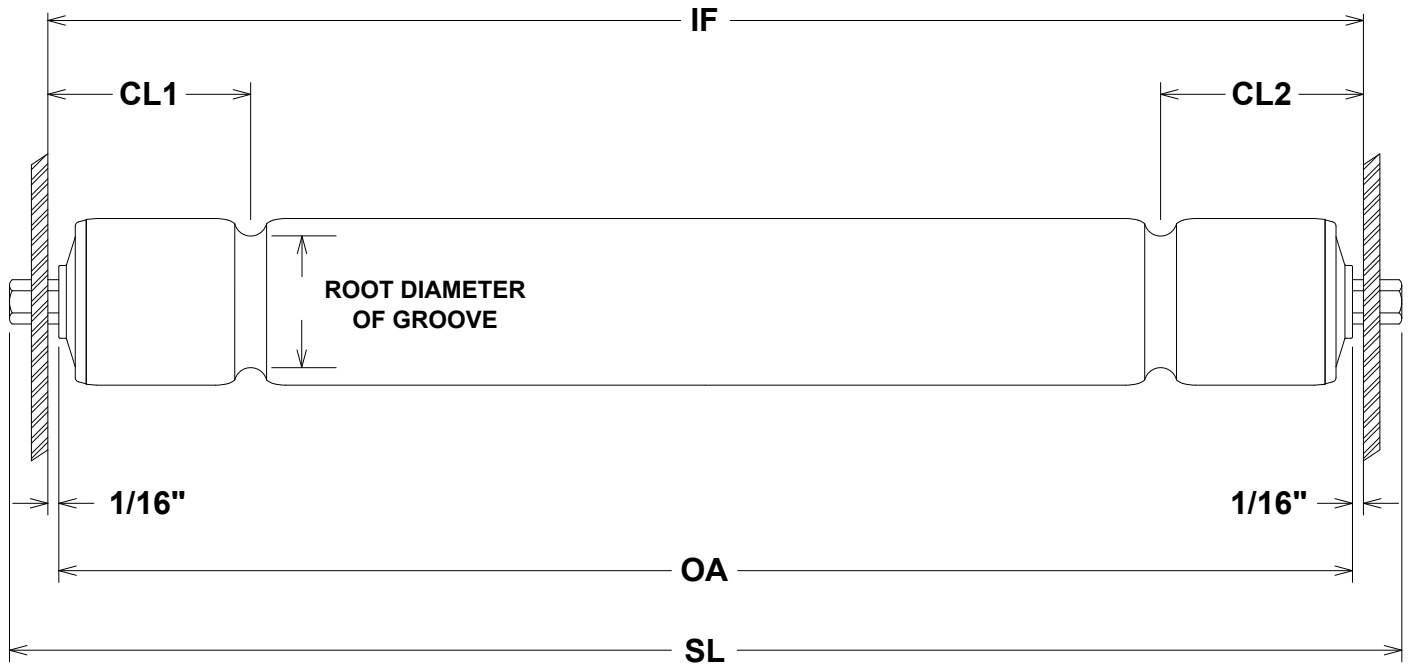 IF
CL1
CL2
ROOT DIAMETER
OF GROOVE
1/16"
1/16"
OA
SL